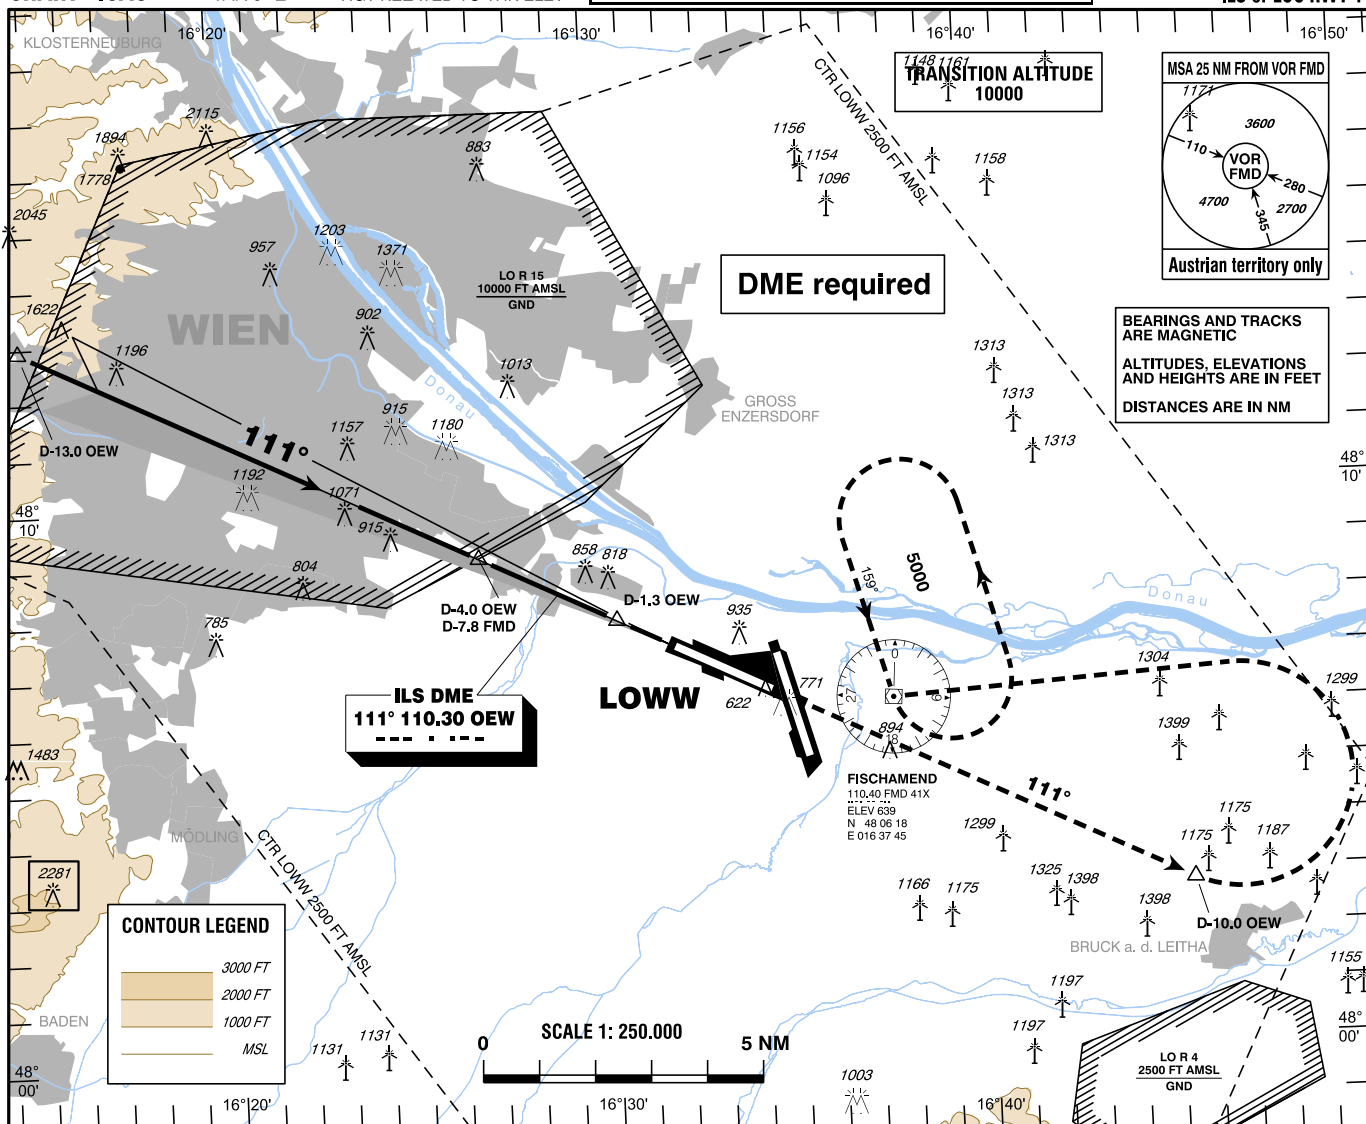 16°20'
16°30'
16°40'
16°50'
KLOSTERNEUBURG
CTR LOWW 2500 FT AMSL
1148
1161
TRANSITION ALTITUDE
10000
MSA 25 NM FROM VOR FMD
1171
3600
110
VOR
FMD
280
4700
2700
345
Austrian territory only
2115
1894
1778
883
1156
1154
1096
1158
2045
957
1203
1371
LO R 15
10000 FT AMSL
GND
DME required
BEARINGS AND TRACKS
ARE MAGNETIC
ALTITUDES, ELEVATIONS
AND HEIGHTS ARE IN FEET
DISTANCES ARE IN NM
1622
WIEN
902
1196
1013
Donau
GROSS
ENZERSDORF
1313
1313
1313
D-13.0 OEW
111°
1157
915
1180
1192
1071
915
48°
10'
48°
10'
804
785
858
818
D-4.0 OEW
D-7.8 FMD
D-1.3 OEW
935
159°
5000
Donau
ILS DME
111° 110.30 OEW
LOWW
622
771
0
9
18
27
894
1304
1299
1399
1483
FISCHAMEND
110.40 FMD 41X
ELEV 639
N 48 06 18
E 016 37 45
111°
1299
1175
1175
1187
MÖDLING
CTR LOWW 2500 FT AMSL
2281
1166
1175
1325
1398
1398
D-10.0 OEW
BRUCK a. d. LEITHA
CONTOUR LEGEND
3000 FT
2000 FT
1000 FT
MSL
BADEN
1155
1197
1197
48°
00'
48°
00'
1131
1131
SCALE 1: 250.000
0
5 NM
1003
LO R 4
2500 FT AMSL
GND
16°20'
16°30'
16°40'